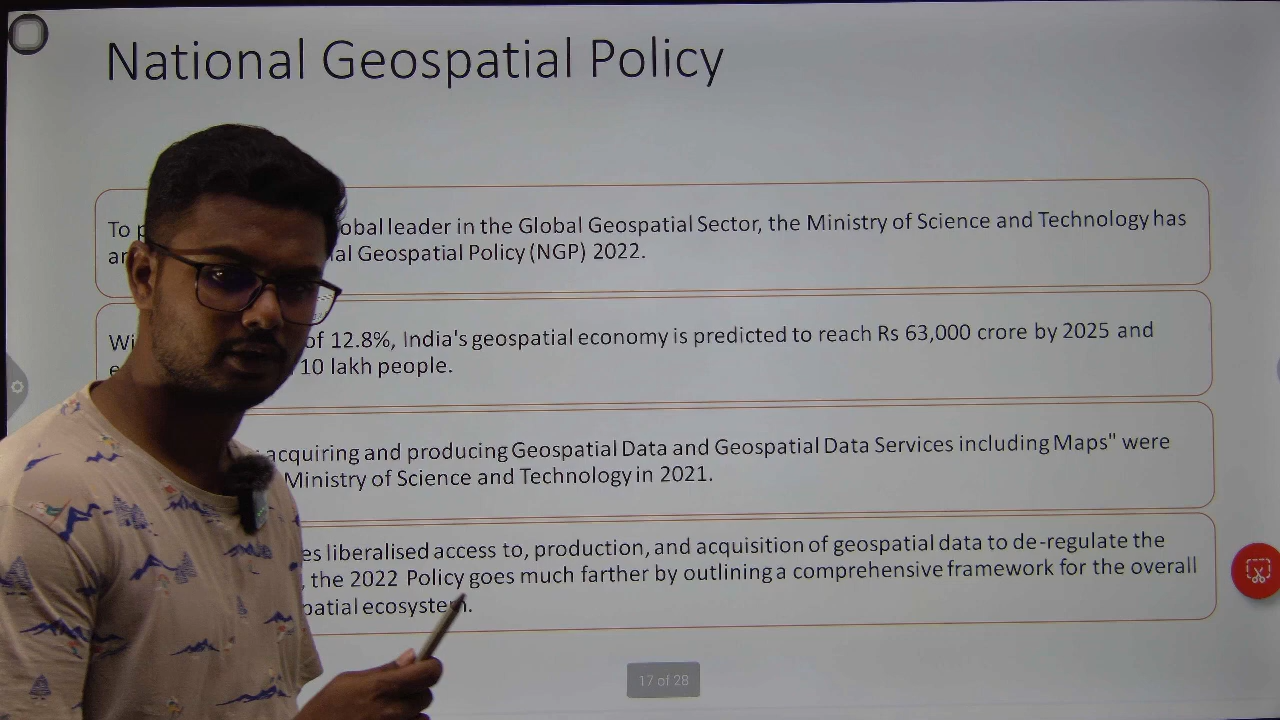 National Geospatial Policy
To obal leader in the Global Geospatial Sector, the Ministry of Science and Technology has
al Geospatial Policy (NGP) 2022.
of 12.8%, India's geospatial economy is predicted to reach Rs 63,000 crore by 2025 and
10 lakh people.
acquiring and producing Geospatial Data and Geospatial Data Services including Maps" were
Ministry of Science and Technology in 2021.
es liberalised access to, production, and acquisition of geospatial data to de-regulate the
, the 2022 Policy goes much farther by outlining a comprehensive framework for the overall
patial ecosystem.
17 of 28